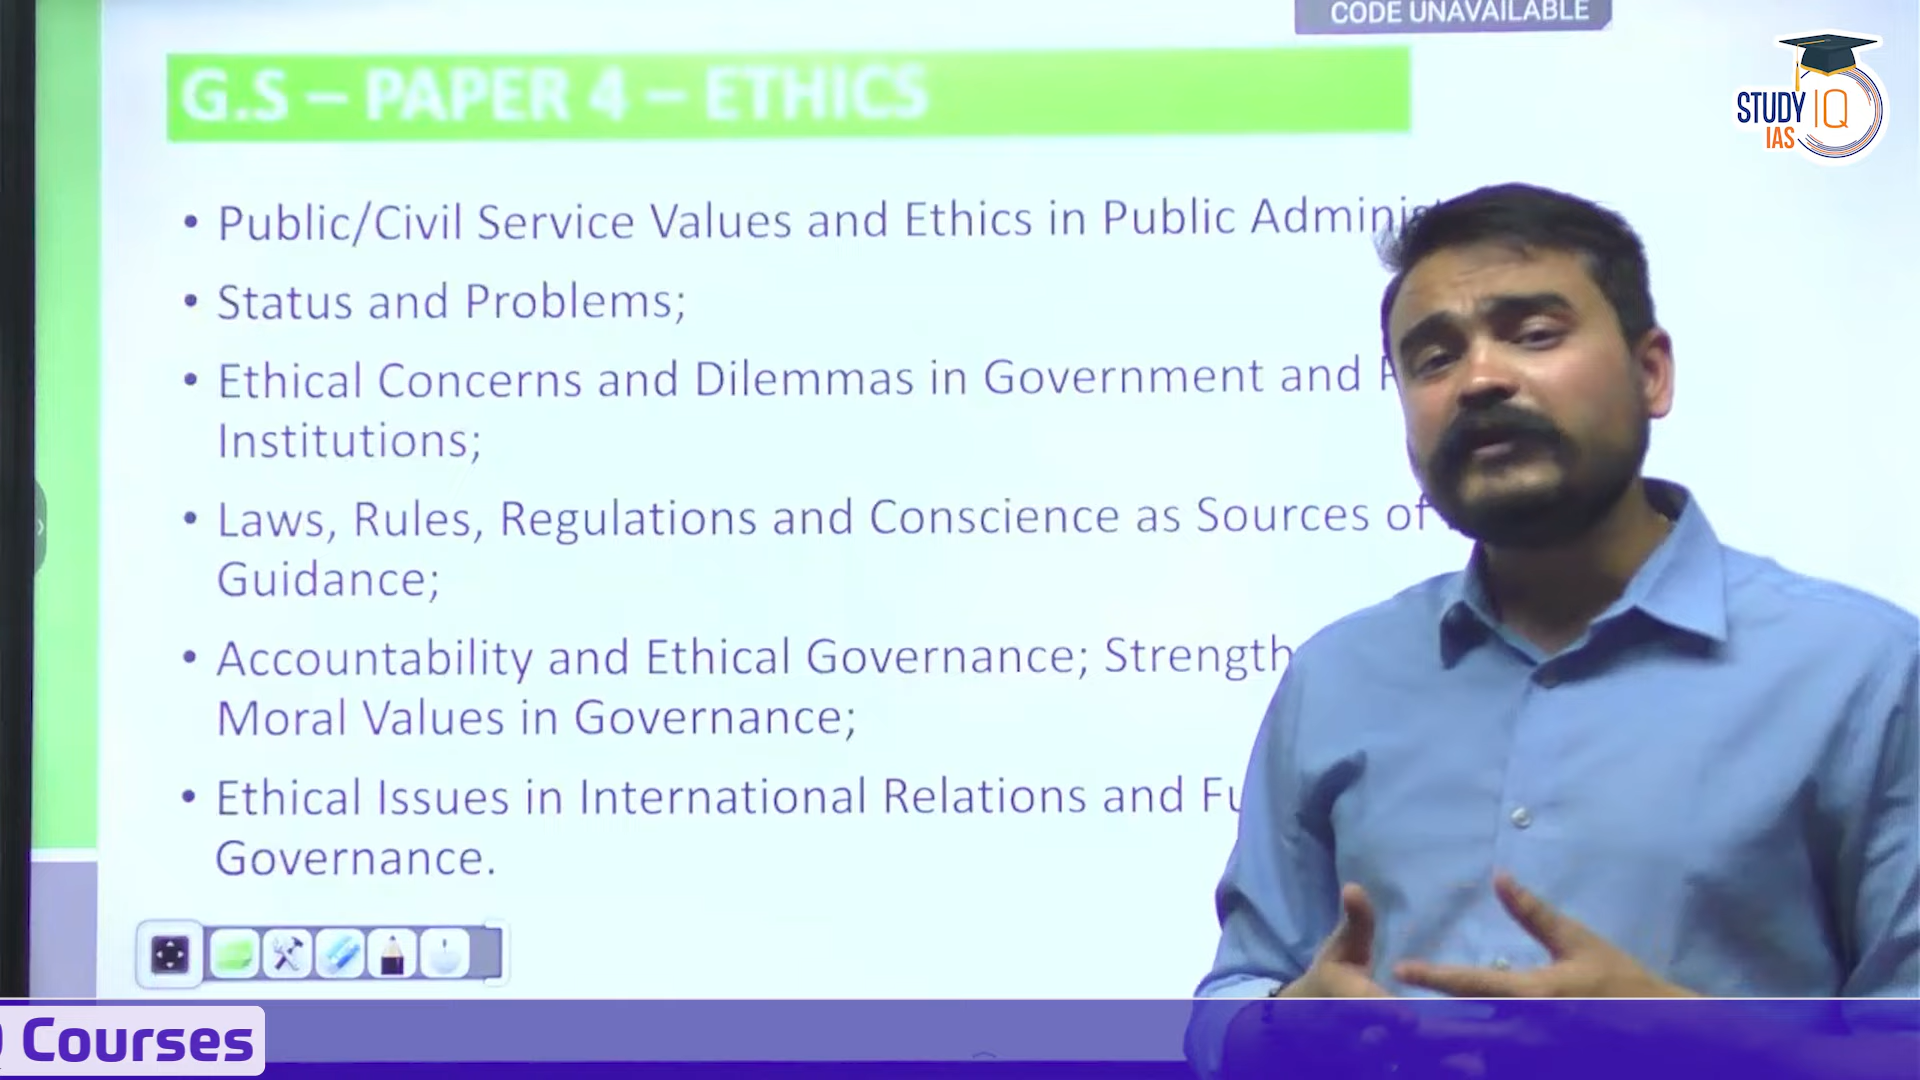 CODE UNAVAILABLE
G.S – PAPER 4 – ETHICS
STUDY IQ
IAS
• Public/Civil Service Values and Ethics in Public
• Status and Problems;
• Ethical Concerns and Dilemmas in Government and
Institutions;
• Laws, Rules, Regulations and Conscience as Sources of
Guidance;
• Accountability and Ethical Governance;
Moral Values in Governance;
• Ethical Issues in International Relations and
Governance.
Courses